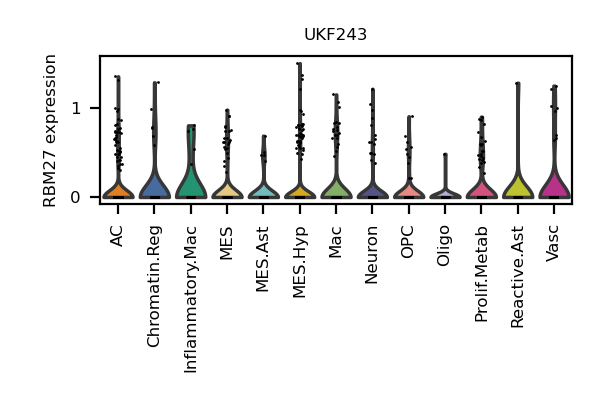 UKF243
RBM27 expression
1
0
AC
Chromatin.Reg
Inflammatory.Mac
MES
MES.Ast
MES.Hyp
Mac
Neuron
OPC
Oligo
Prolif.Metab
Reactive.Ast
Vasc